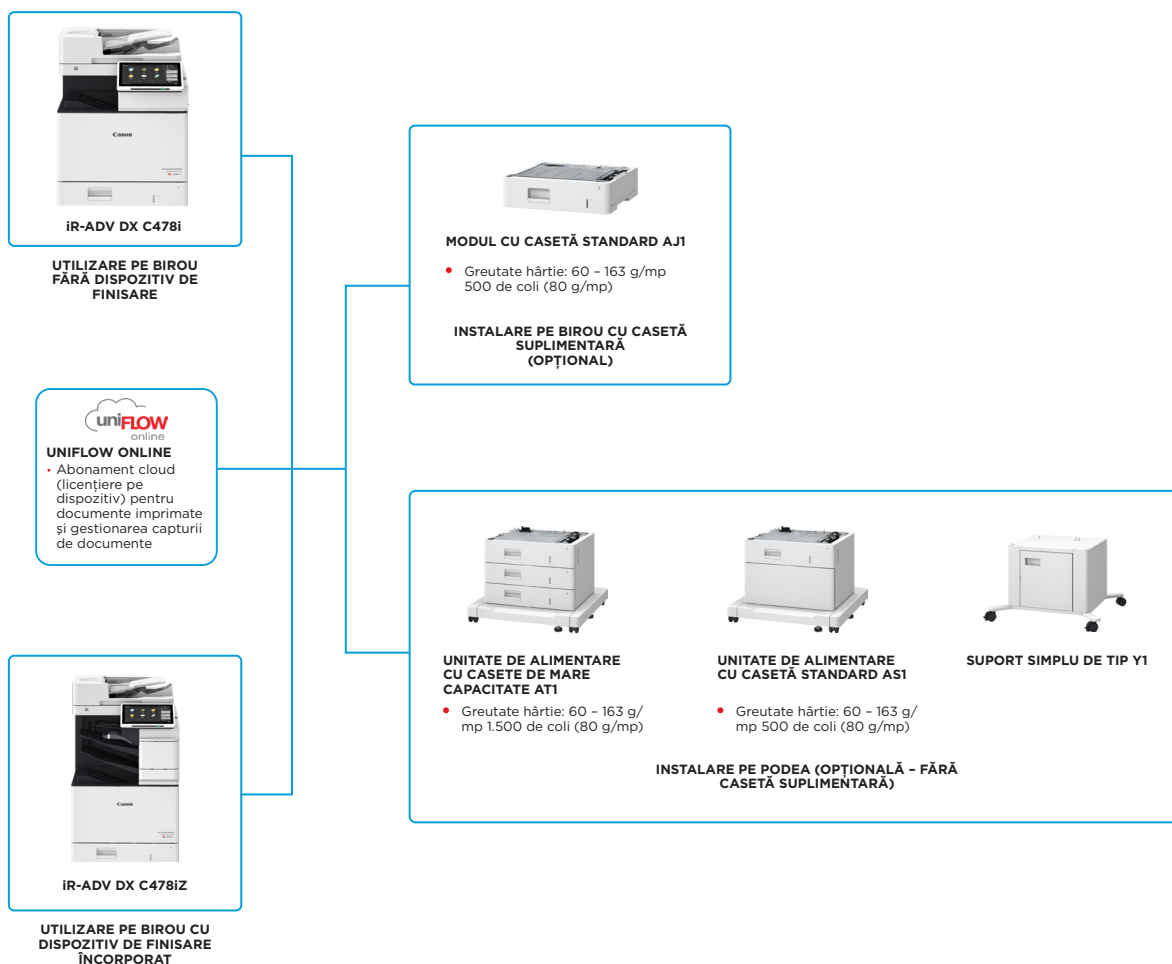 Canon
iR-ADV DX C478i
UTILIZARE PE BIROU
FĂRĂ DISPOZITIV DE
FINISARE
MODUL CU CASETĂ STANDARD AJ1
• Greutate hârtie: 60 – 163 g/mp
500 de coli (80 g/mp)
INSTALARE PE BIROU CU CASETĂ
SUPLIMENTARĂ
(OPȚIONAL)
uniFLOW
online
UNIFLOW ONLINE
• Abonament cloud
(licențiere pe
dispozitiv) pentru
documente imprimate
și gestionarea capturii
de documente
UNITATE DE ALIMENTARE
CU CASETE DE MARE
CAPACITATE AT1
• Greutate hârtie: 60 – 163 g/
mp 1.500 de coli (80 g/mp)
UNITATE DE ALIMENTARE
CU CASETĂ STANDARD AS1
• Greutate hârtie: 60 – 163 g/
mp 500 de coli (80 g/mp)
SUPORT SIMPLU DE TIP Y1
INSTALARE PE PODEA (OPȚIONALĂ – FĂRĂ
CASETĂ SUPLIMENTARĂ)
Canon
iR-ADV DX C478iZ
UTILIZARE PE BIROU CU
DISPOZITIV DE FINISARE
ÎNCORPORAT